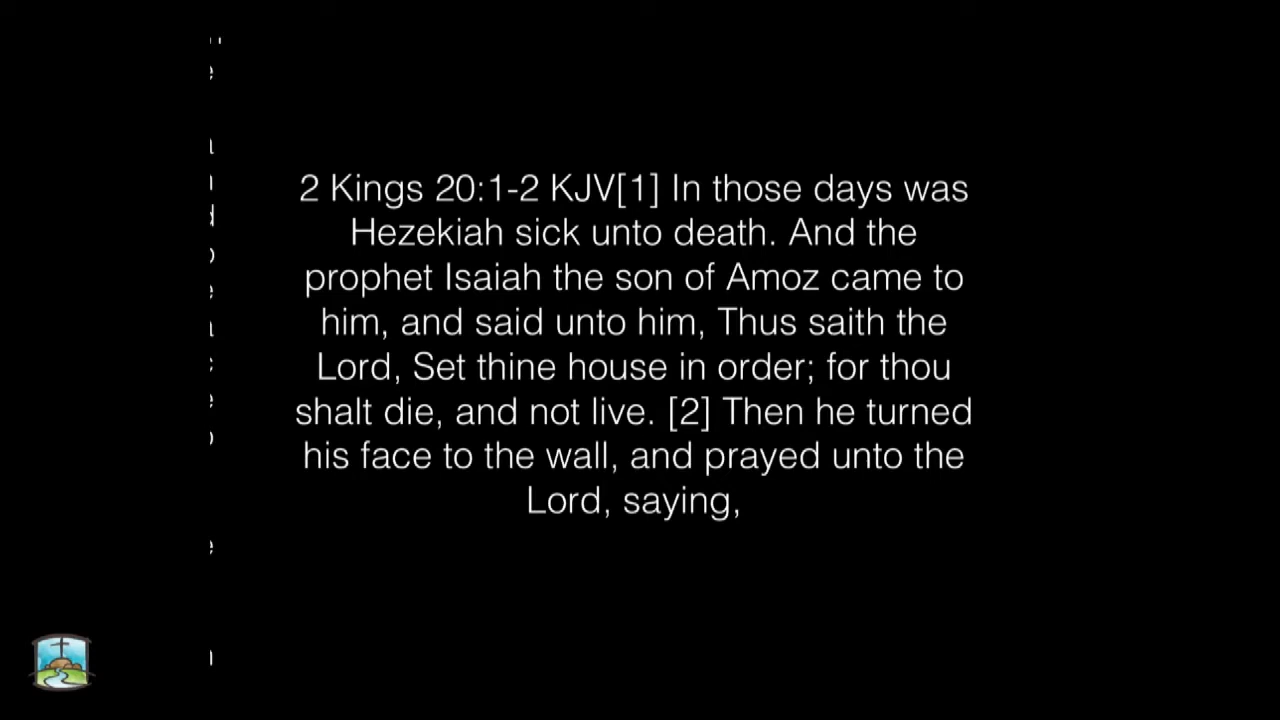 2 Kings 20:1-2 KJV[1] In those days was
Hezekiah sick unto death. And the
prophet Isaiah the son of Amoz came to
him, and said unto him, Thus saith the
Lord, Set thine house in order; for thou
shalt die, and not live. [2] Then he turned
his face to the wall, and prayed unto the
Lord, saying,